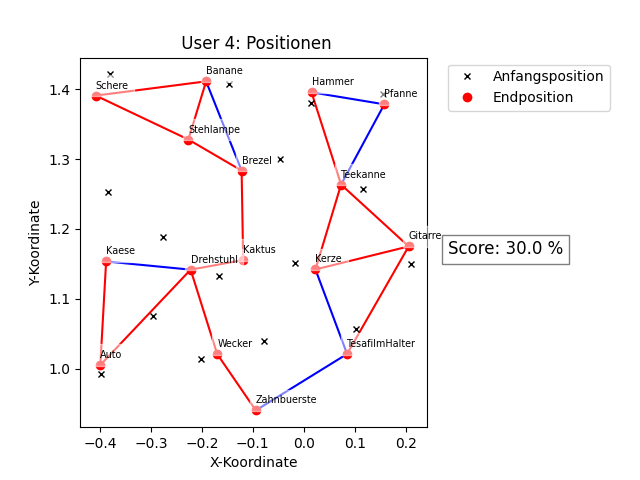 User 4: Positionen
Anfangsposition
Endposition
Banane
Schere
Hammer
Pfanne
Stehlampe
Brezel
Teekanne
Gitarre
Kaese
Kaktus
Drehstuhl
Kerze
Score: 30.0 %
Auto
Wecker
TesafilmHalter
Zahnbuerste
Y-Koordinate
1.4
1.3
1.2
1.1
1.0
−0.4 −0.3 −0.2 −0.1 0.0 0.1 0.2
X-Koordinate